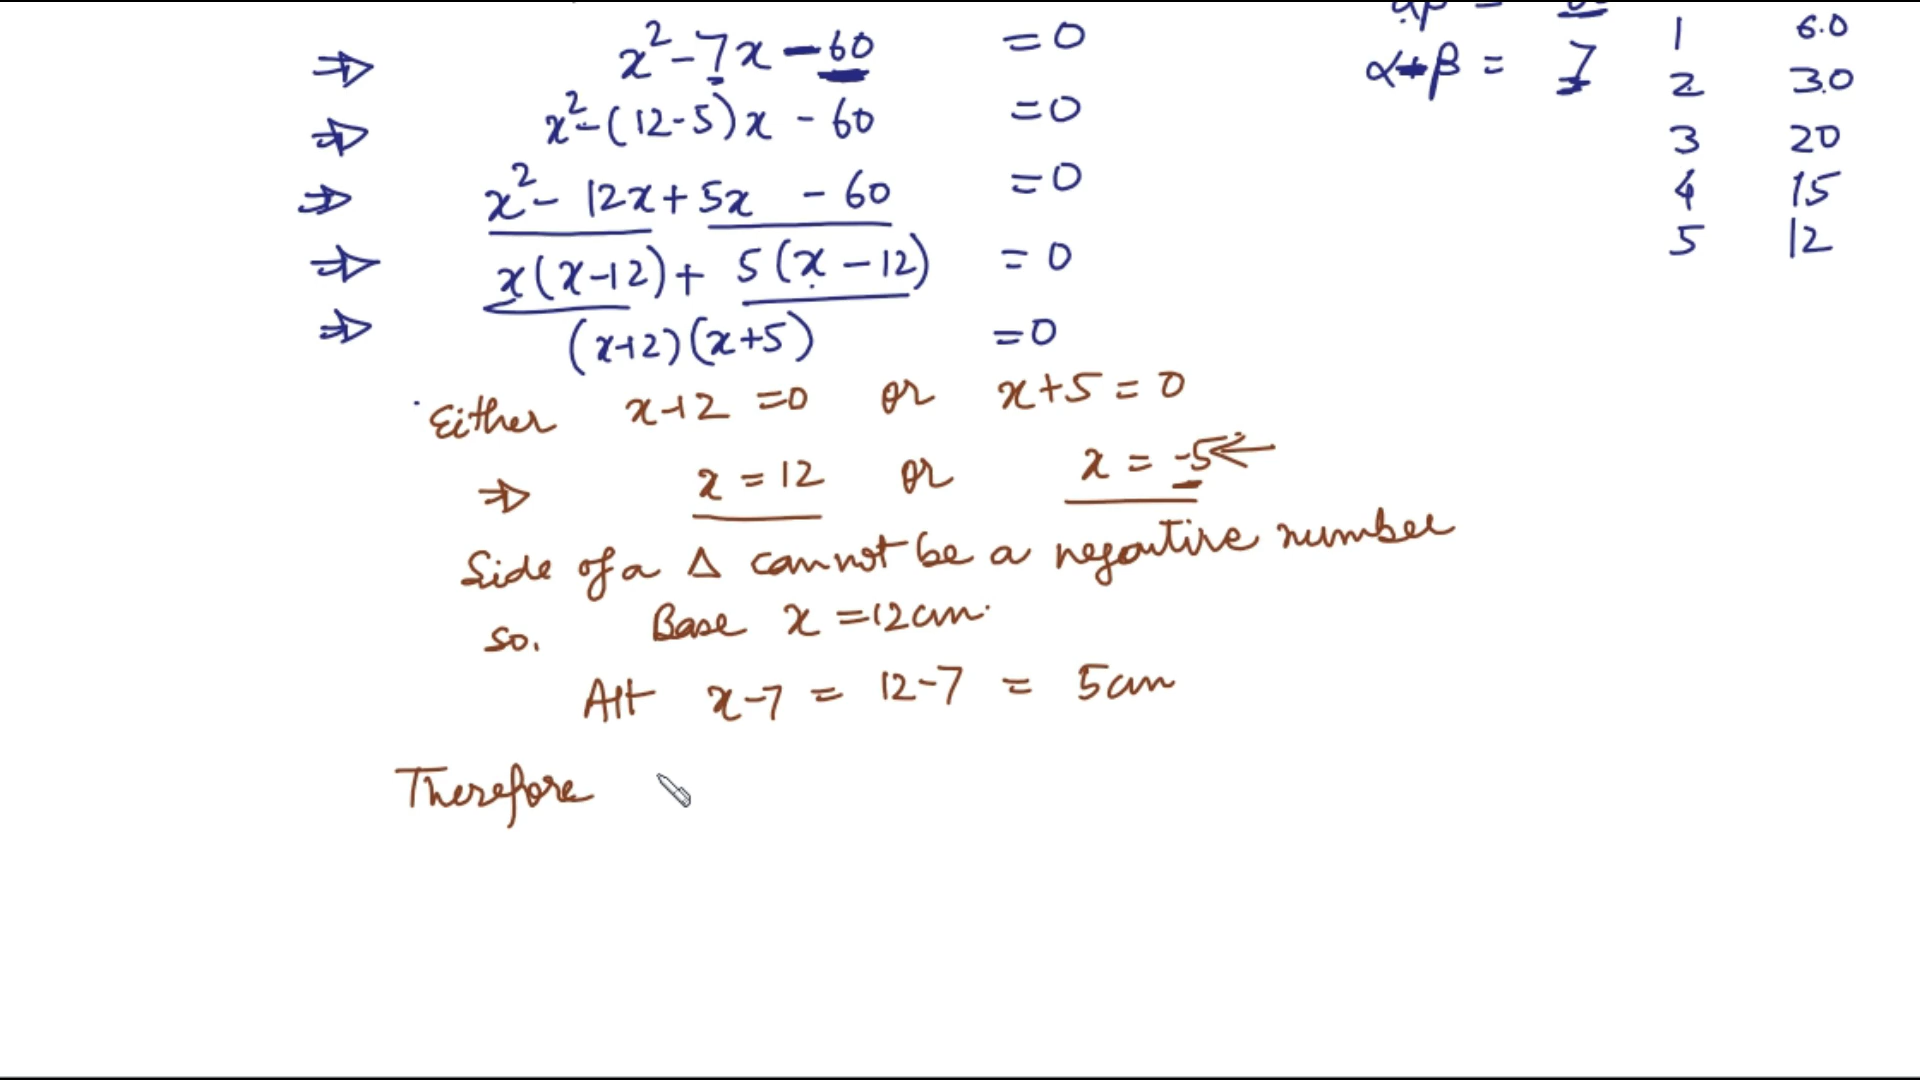 ⇒ x² - 7x - 60 = 0
⇒ x² - (12-5)x - 60 = 0
⇒ x² - 12x + 5x - 60 = 0
⇒ x(x-12) + 5(x-12) = 0
⇒ (x-12)(x+5) = 0
Either x-12 = 0 or x+5 = 0
⇒ x = 12 or x = -5 ←
Side of a Δ cannot be a negative number
so. Base x = 12cm.
Alt x-7 = 12-7 = 5cm
Therefore
α+β = 7
1 60
2 30
3 20
4 15
5 12